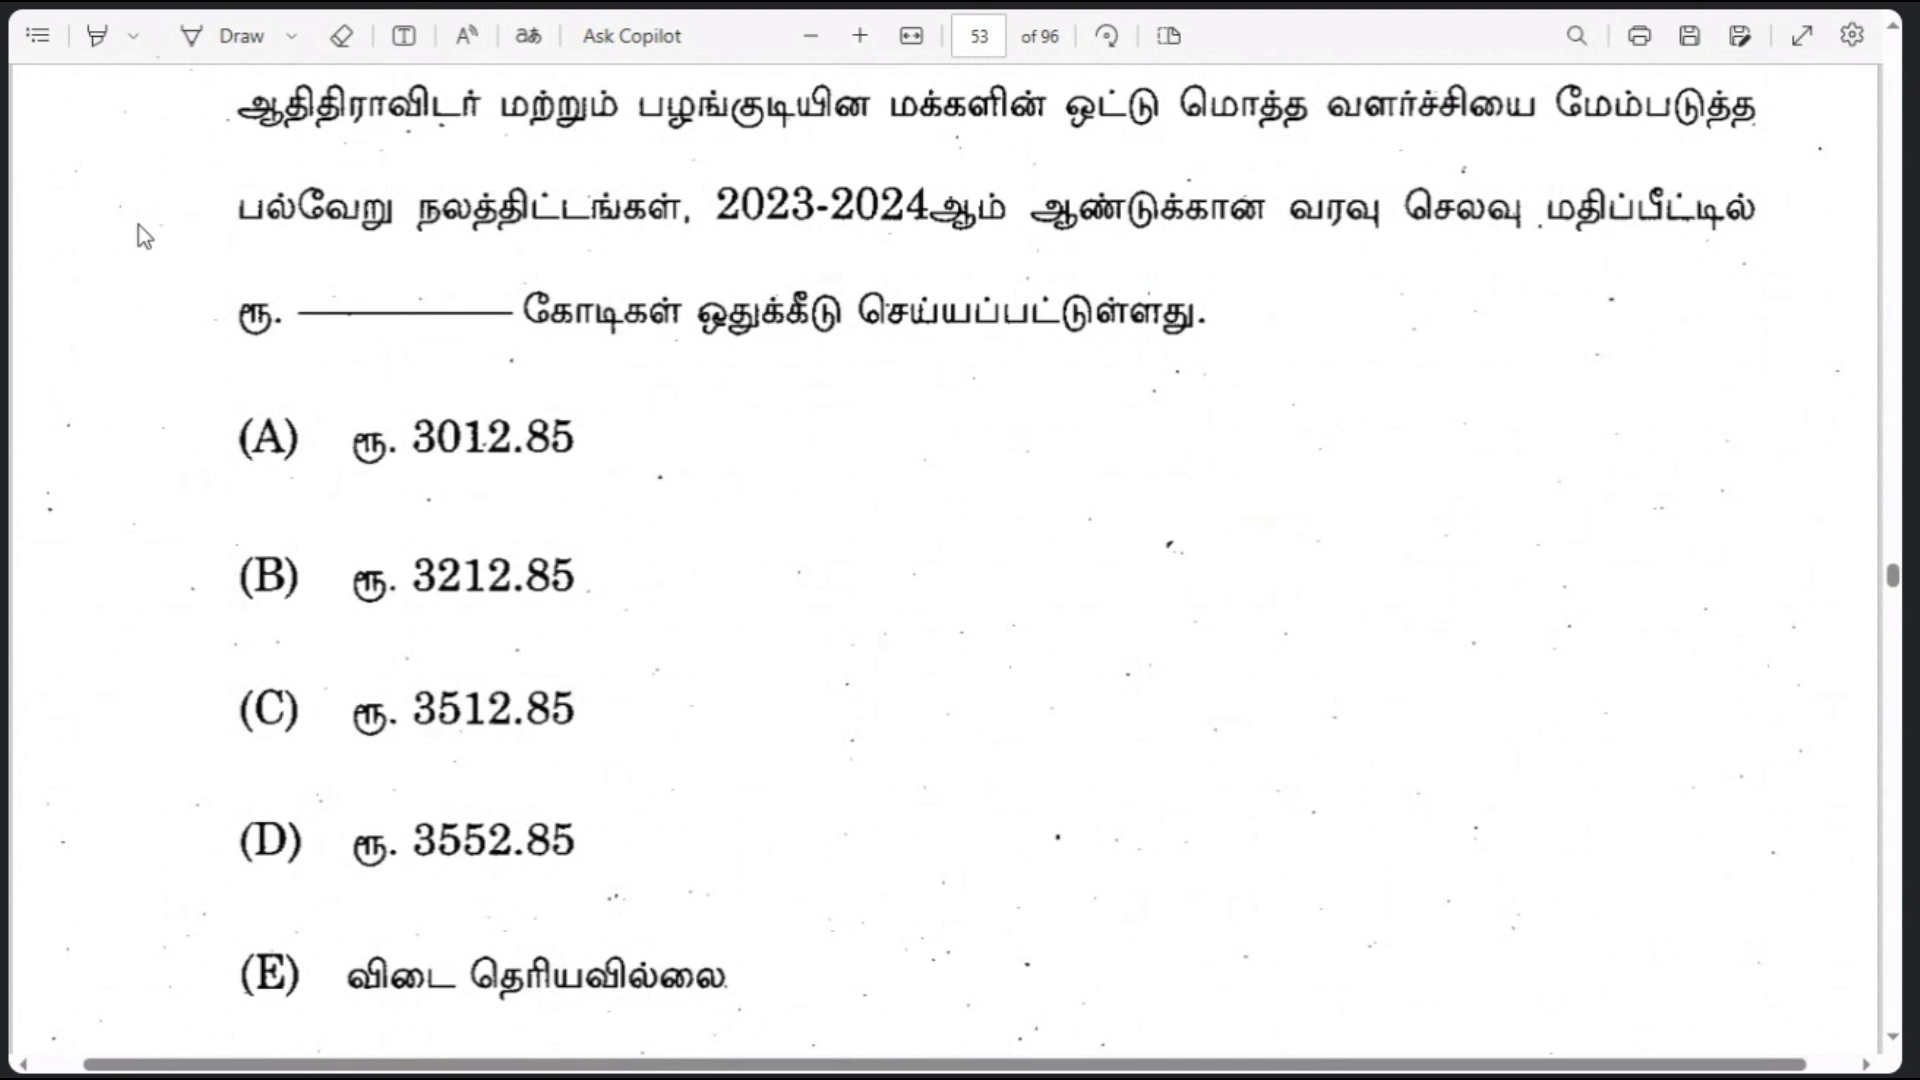 Draw
Ask Copilot
53 of 96
ஆதிதிராவிடர் மற்றும் பழங்குடியின மக்களின் ஒட்டு மொத்த வளர்ச்சியை மேம்படுத்த
பல்வேறு நலத்திட்டங்கள், 2023-2024ஆம் ஆண்டுக்கான வரவு செலவு மதிப்பீட்டில்
ரூ. ————— கோடிகள் ஒதுக்கீடு செய்யப்பட்டுள்ளது.
(A) ரூ. 3012.85
(B) ரூ. 3212.85
(C) ரூ. 3512.85
(D) ரூ. 3552.85
(E) விடை தெரியவில்லை